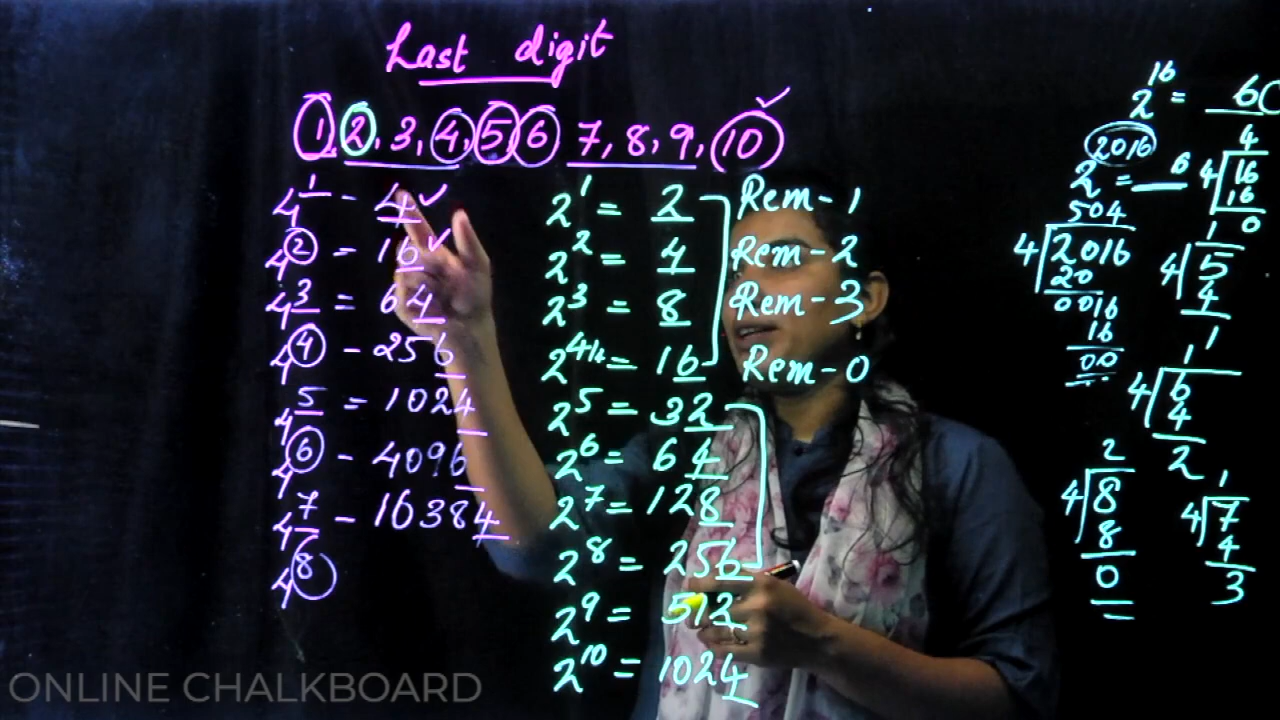 Last digit
1, 2, 3, 4, 5, 6 7, 8, 9, 10 ✓
4¹ - 4 ✓
4² = 16 ✓
4³ = 64
4⁴ - 256
4⁵ = 1024
4⁶ - 4096
4⁷ - 16384
4⁸
2¹ = 2 Rem-1
2² = 4 Rem-2
2³ = 8 Rem-3
= 16 Rem-0
2⁵ = 32
2⁶ = 64
2⁷ = 128
2⁸ = 256
2⁹ = 512
2¹⁰ = 1024
2¹⁶ = 6
2²⁰¹⁶ = 6
504
4 2016
20
0016
16
00
4
4 16
16
0
1
4 5
4
1
1
4 6
4
2
2
4 8
8
0
1
4 7
4
3
ONLINE CHALKBOARD